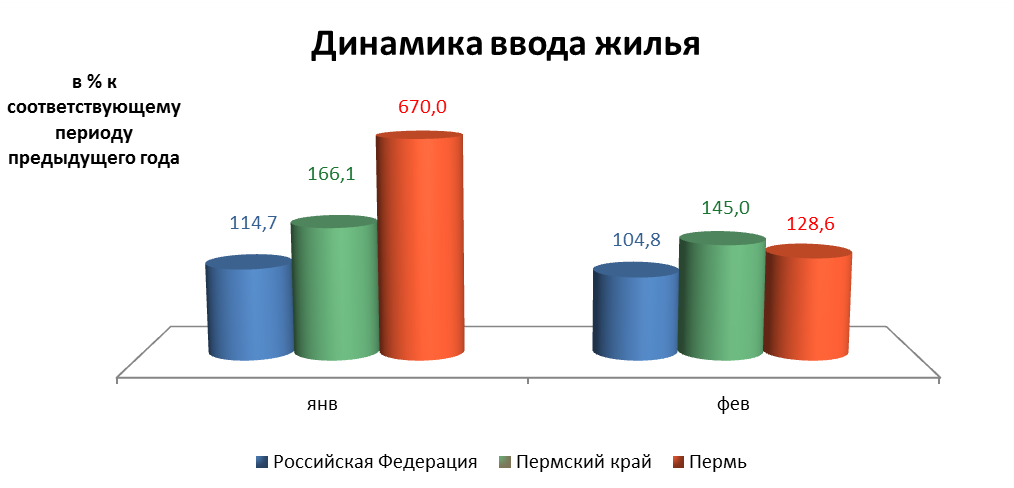 Динамика ввода жилья
в % к
соответствующему
периоду
предыдущего года
114,7
166,1
670,0
104,8
145,0
128,6
янв
фев
Российская Федерация
Пермский край
Пермь